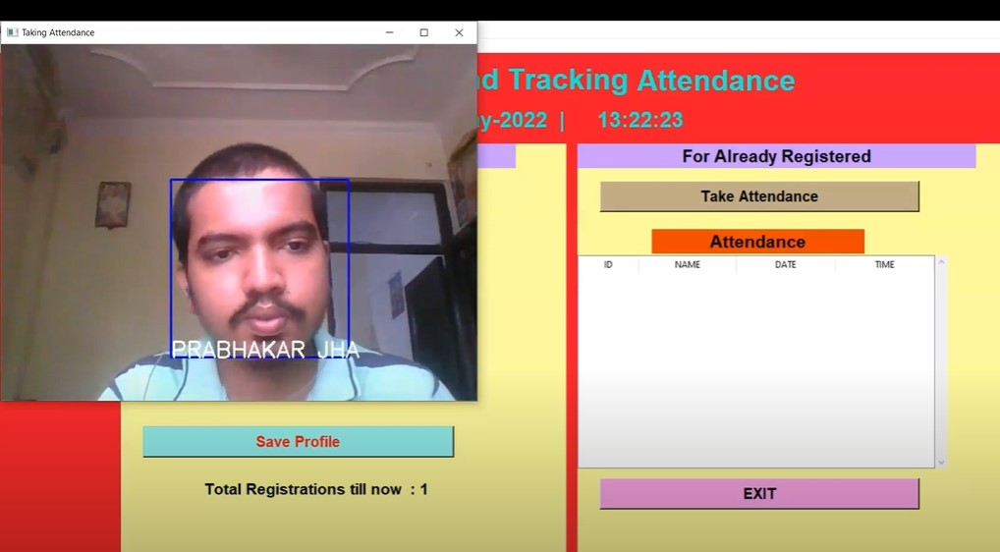 Taking Attendance
nd Tracking Attendance
ay-2022 | 13:22:23
For Already Registered
Take Attendance
Attendance
ID NAME DATE TIME
PRABHAKAR JHA
Save Profile
Total Registrations till now : 1
EXIT